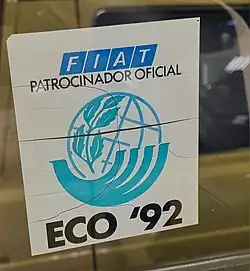 FIAT
PATROCINADOR OFICIAL
ECO '92